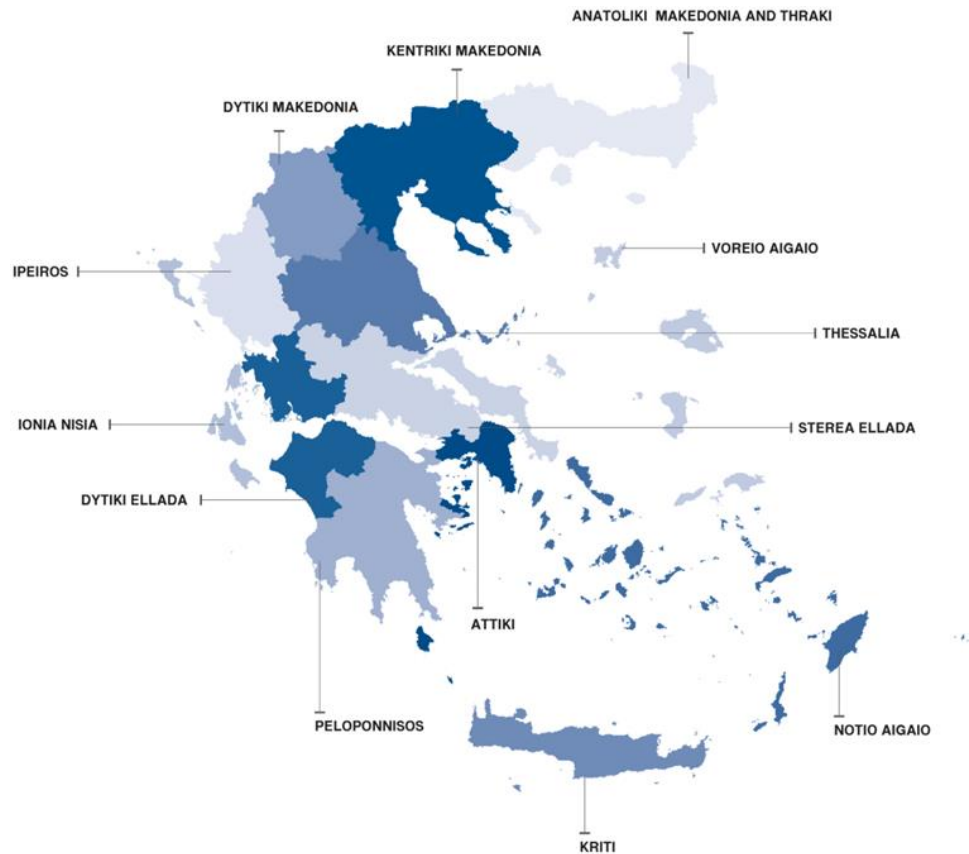 ANATOLIKI MAKEDONIA AND THRAKI
KENTRIKI MAKEDONIA
DYTIKI MAKEDONIA
VOREIO AIGAIO
IPEIROS
THESSALIA
IONIA NISIA
STEREA ELLADA
DYTIKI ELLADA
ATTIKI
PELOPONNISOS
NOTIO AIGAIO
KRITI